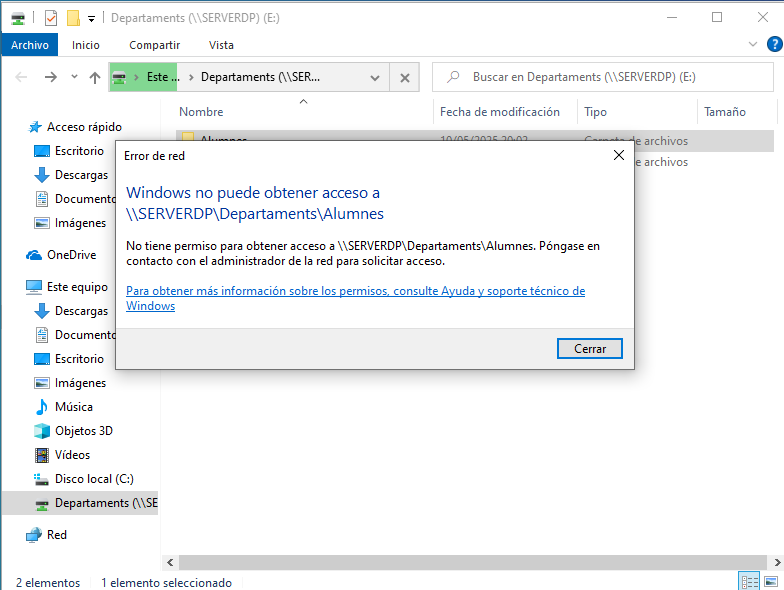 Departaments (\\SERVERDP) (E:)
Archivo Inicio Compartir Vista
Este ... Departaments (\\SER... Buscar en Departaments (\\SERVERDP) (E:)
Nombre Fecha de modificación Tipo Tamaño
Acceso rápido
Alumnes 10/05/2025 20:02 Carpeta de archivos
Escritorio
e archivos
Descargas
Documento
Imágenes
OneDrive
Este equipo
Descargas
Documento
Escritorio
Imágenes
Música
Objetos 3D
Vídeos
Disco local (C:)
Departaments (\\SE
Red
Error de red
Windows no puede obtener acceso a
\\SERVERDP\Departaments\Alumnes
No tiene permiso para obtener acceso a \\SERVERDP\Departaments\Alumnes. Póngase en
contacto con el administrador de la red para solicitar acceso.
Para obtener más información sobre los permisos, consulte Ayuda y soporte técnico de
Windows
Cerrar
2 elementos 1 elemento seleccionado